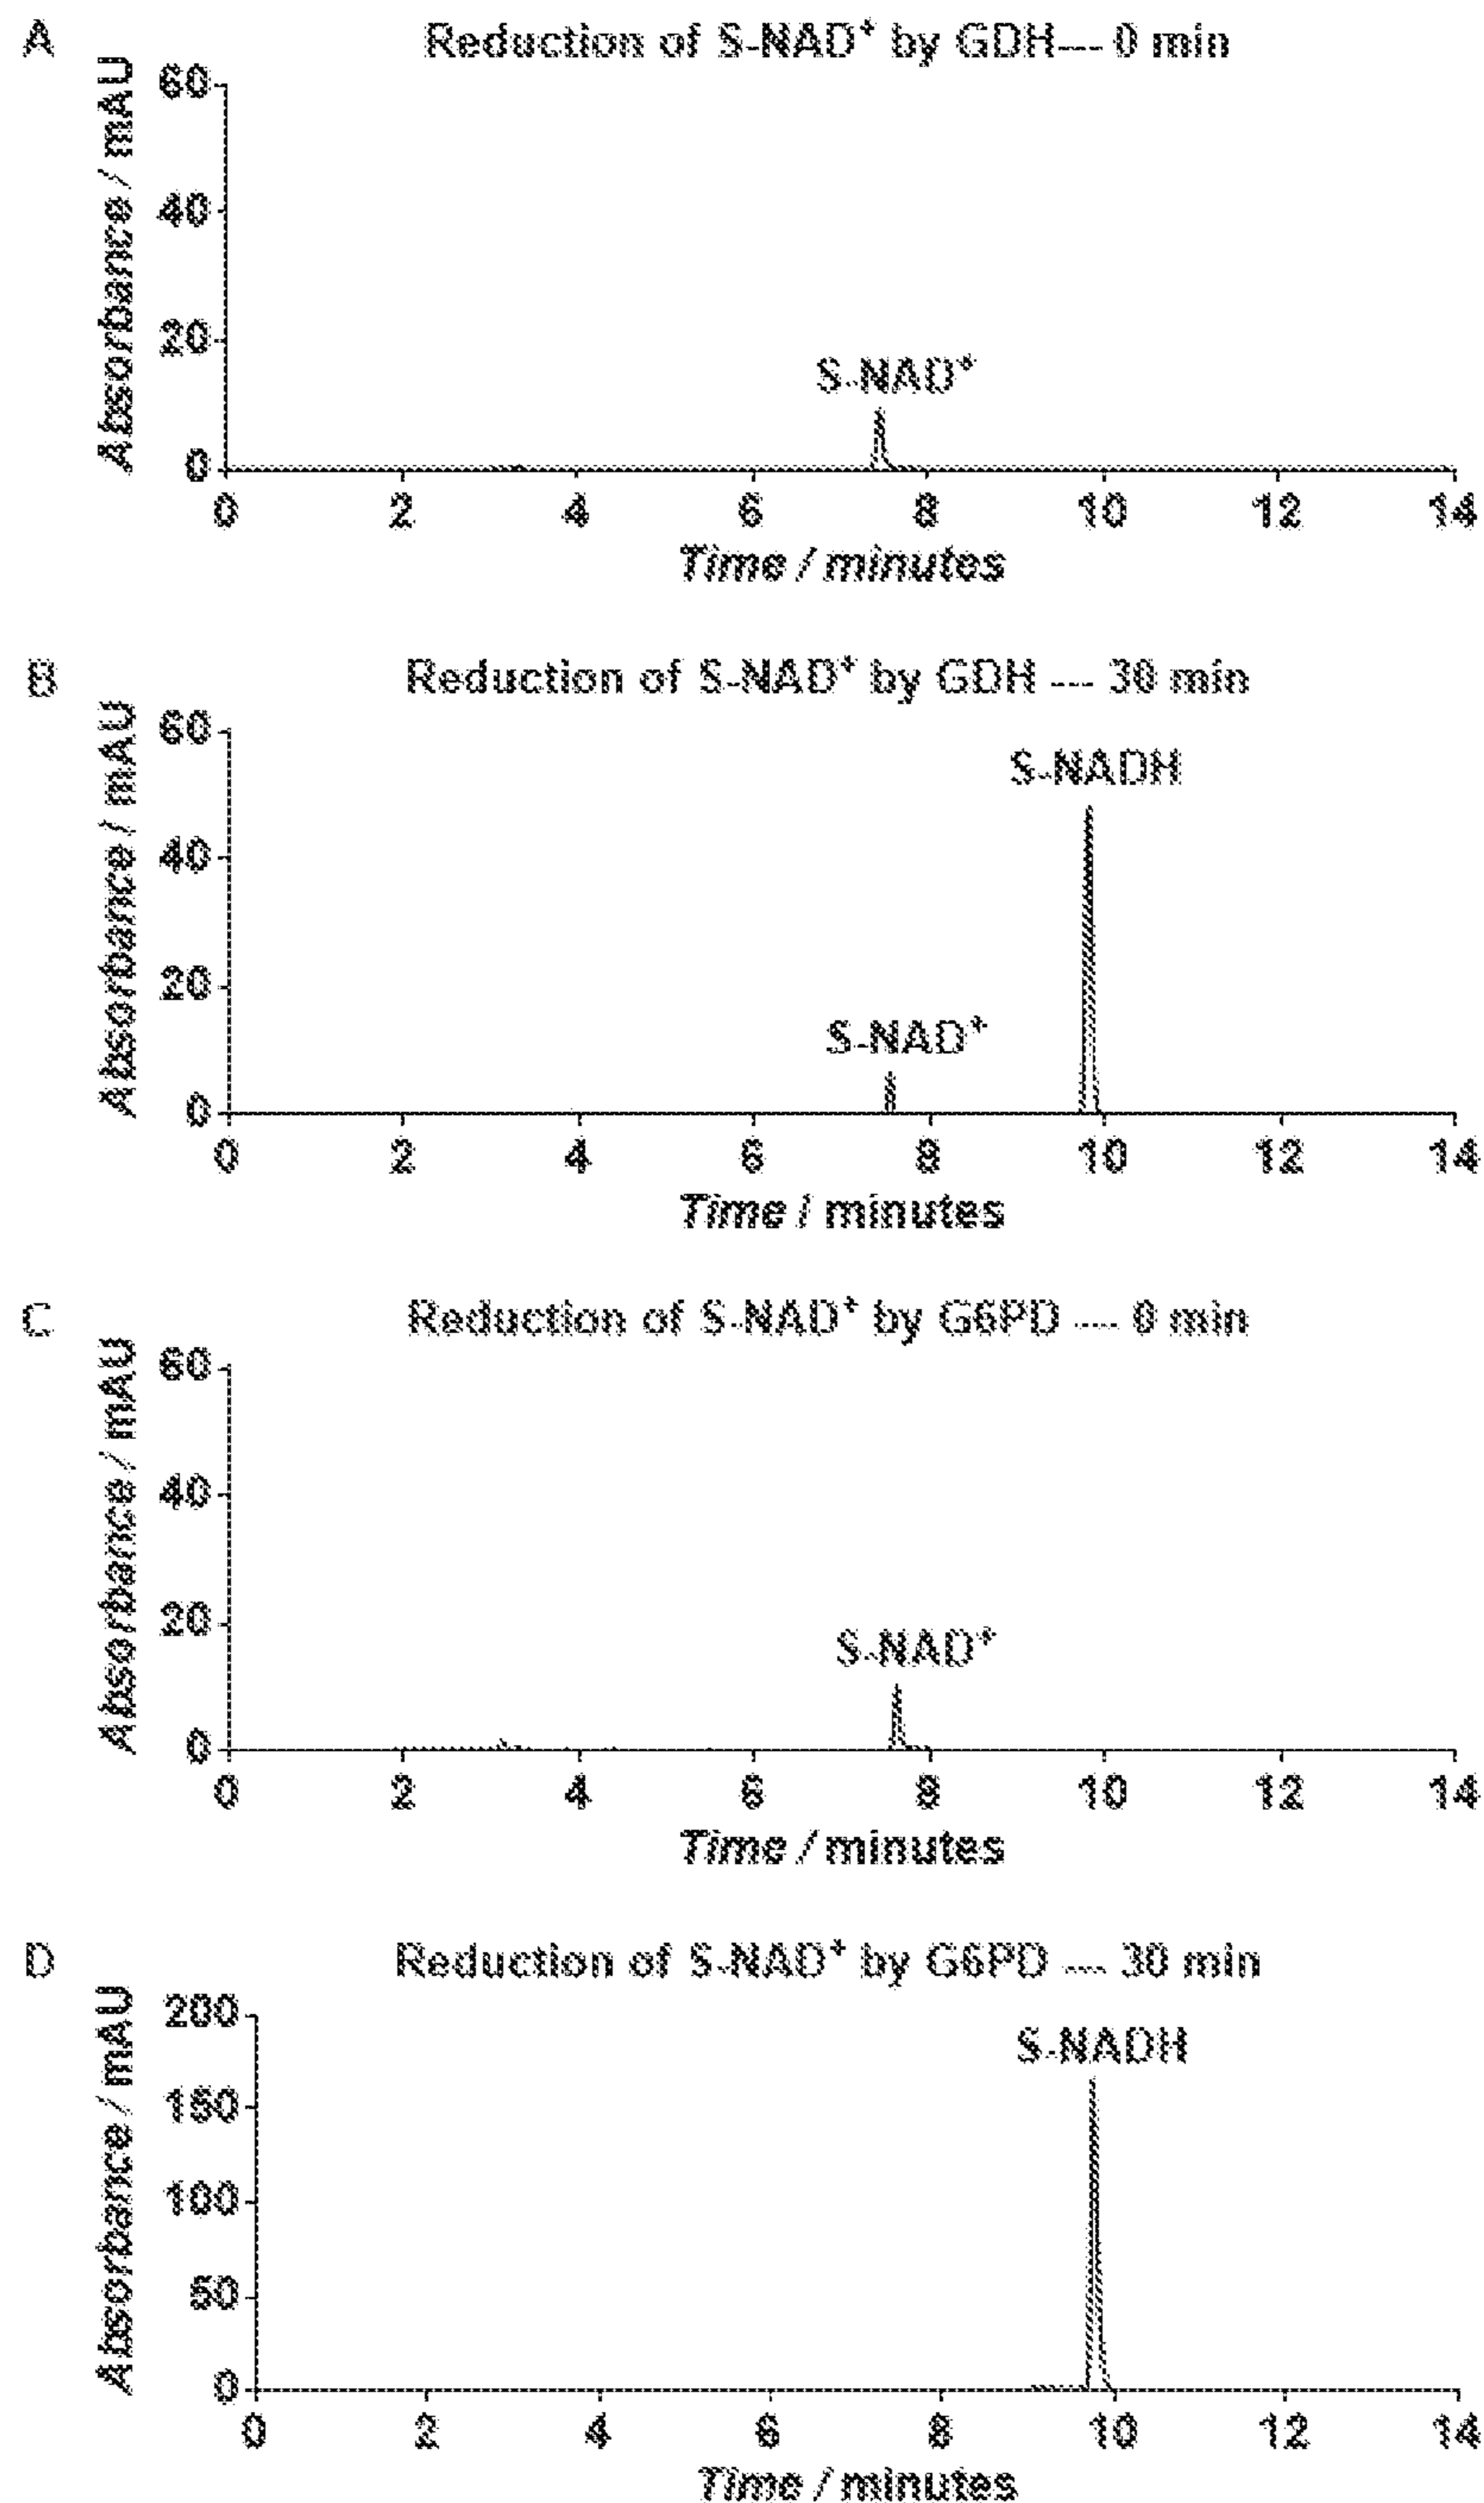 A
Reduction of S-NAD⁺ by GDH--- 0 min
Absorbance / mAU
60
40
20
0
S-NAD⁺
0 2 4 6 8 10 12 14
Time / minutes
B
Reduction of S-NAD⁺ by GDH --- 30 min
Absorbance / mAU
60
40
20
0
S-NADH
S-NAD⁺
0 2 4 6 8 10 12 14
Time / minutes
C
Reduction of S-NAD⁺ by G6PD --- 0 min
Absorbance / mAU
60
40
20
0
S-NAD⁺
0 2 4 6 8 10 12 14
Time / minutes
D
Reduction of S-NAD⁺ by G6PD --- 30 min
Absorbance / mAU
200
150
100
50
0
S-NADH
0 2 4 6 8 10 12 14
Time / minutes